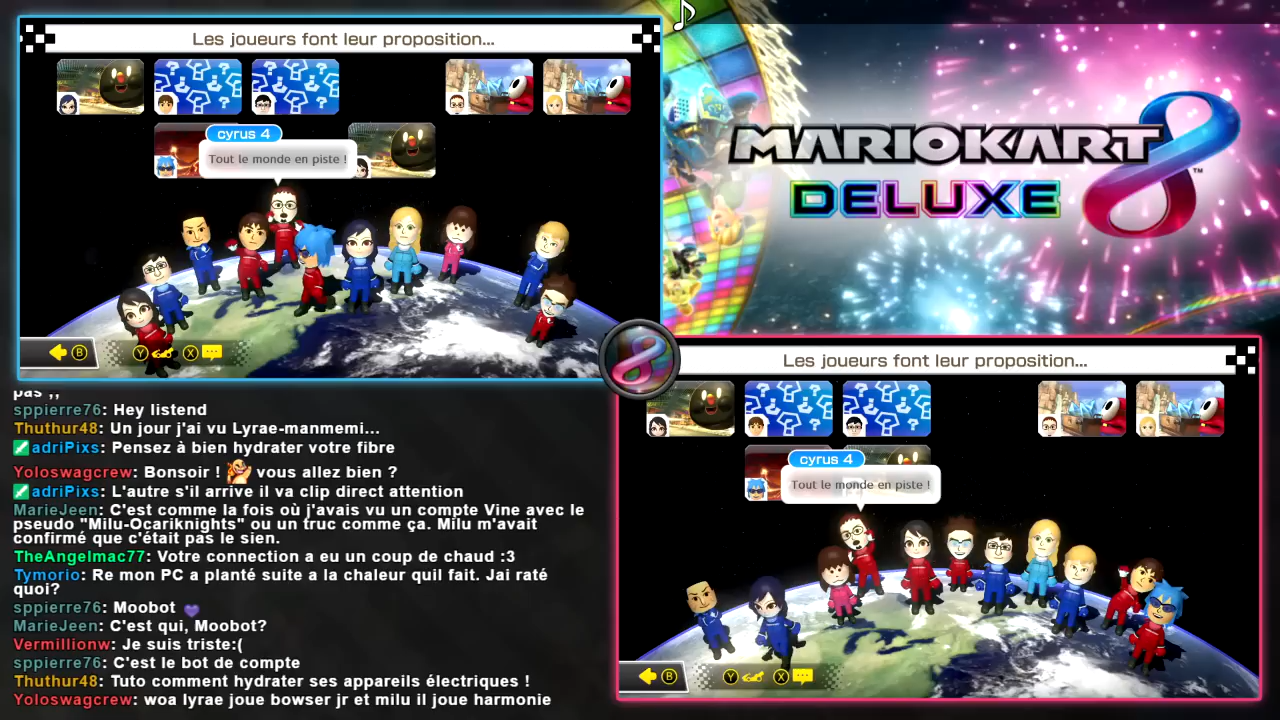 Les joueurs font leur proposition...
cyrus 4
Tout le monde en piste !
B
Y
X
MARIOKART 8
DELUXE
TM
Les joueurs font leur proposition...
cyrus 4
Tout le monde en piste !
B
Y
X
pas ;;
sppierre76: Hey listend
Thuthur48: Un jour j'ai vu Lyrae-manmemi...
adriPixs: Pensez à bien hydrater votre fibre
Yoloswagcrew: Bonsoir ! vous allez bien ?
adriPixs: L'autre s'il arrive il va clip direct attention
MarieJeen: C'est comme la fois où j'avais vu un compte Vine avec le
pseudo "Milu-Ocariknights" ou un truc comme ça. Milu m'avait
confirmé que c'était pas le sien.
TheAngelmac77: Votre connection a eu un coup de chaud :3
Tymorio: Re mon PC a planté suite a la chaleur quil fait. Jai raté
quoi?
sppierre76: Moobot
MarieJeen: C'est qui, Moobot?
Vermillionw: Je suis triste:(
sppierre76: C'est le bot de compte
Thuthur48: Tuto comment hydrater ses appareils électriques !
Yoloswagcrew: woa lyrae joue bowser jr et milu il joue harmonie